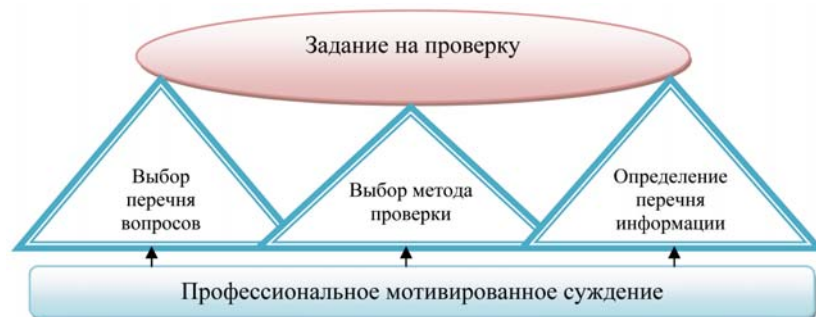 Задание на проверку
Выбор
перечня
вопросов
Выбор метода
проверки
Определение
перечня
информации
Профессиональное мотивированное суждение